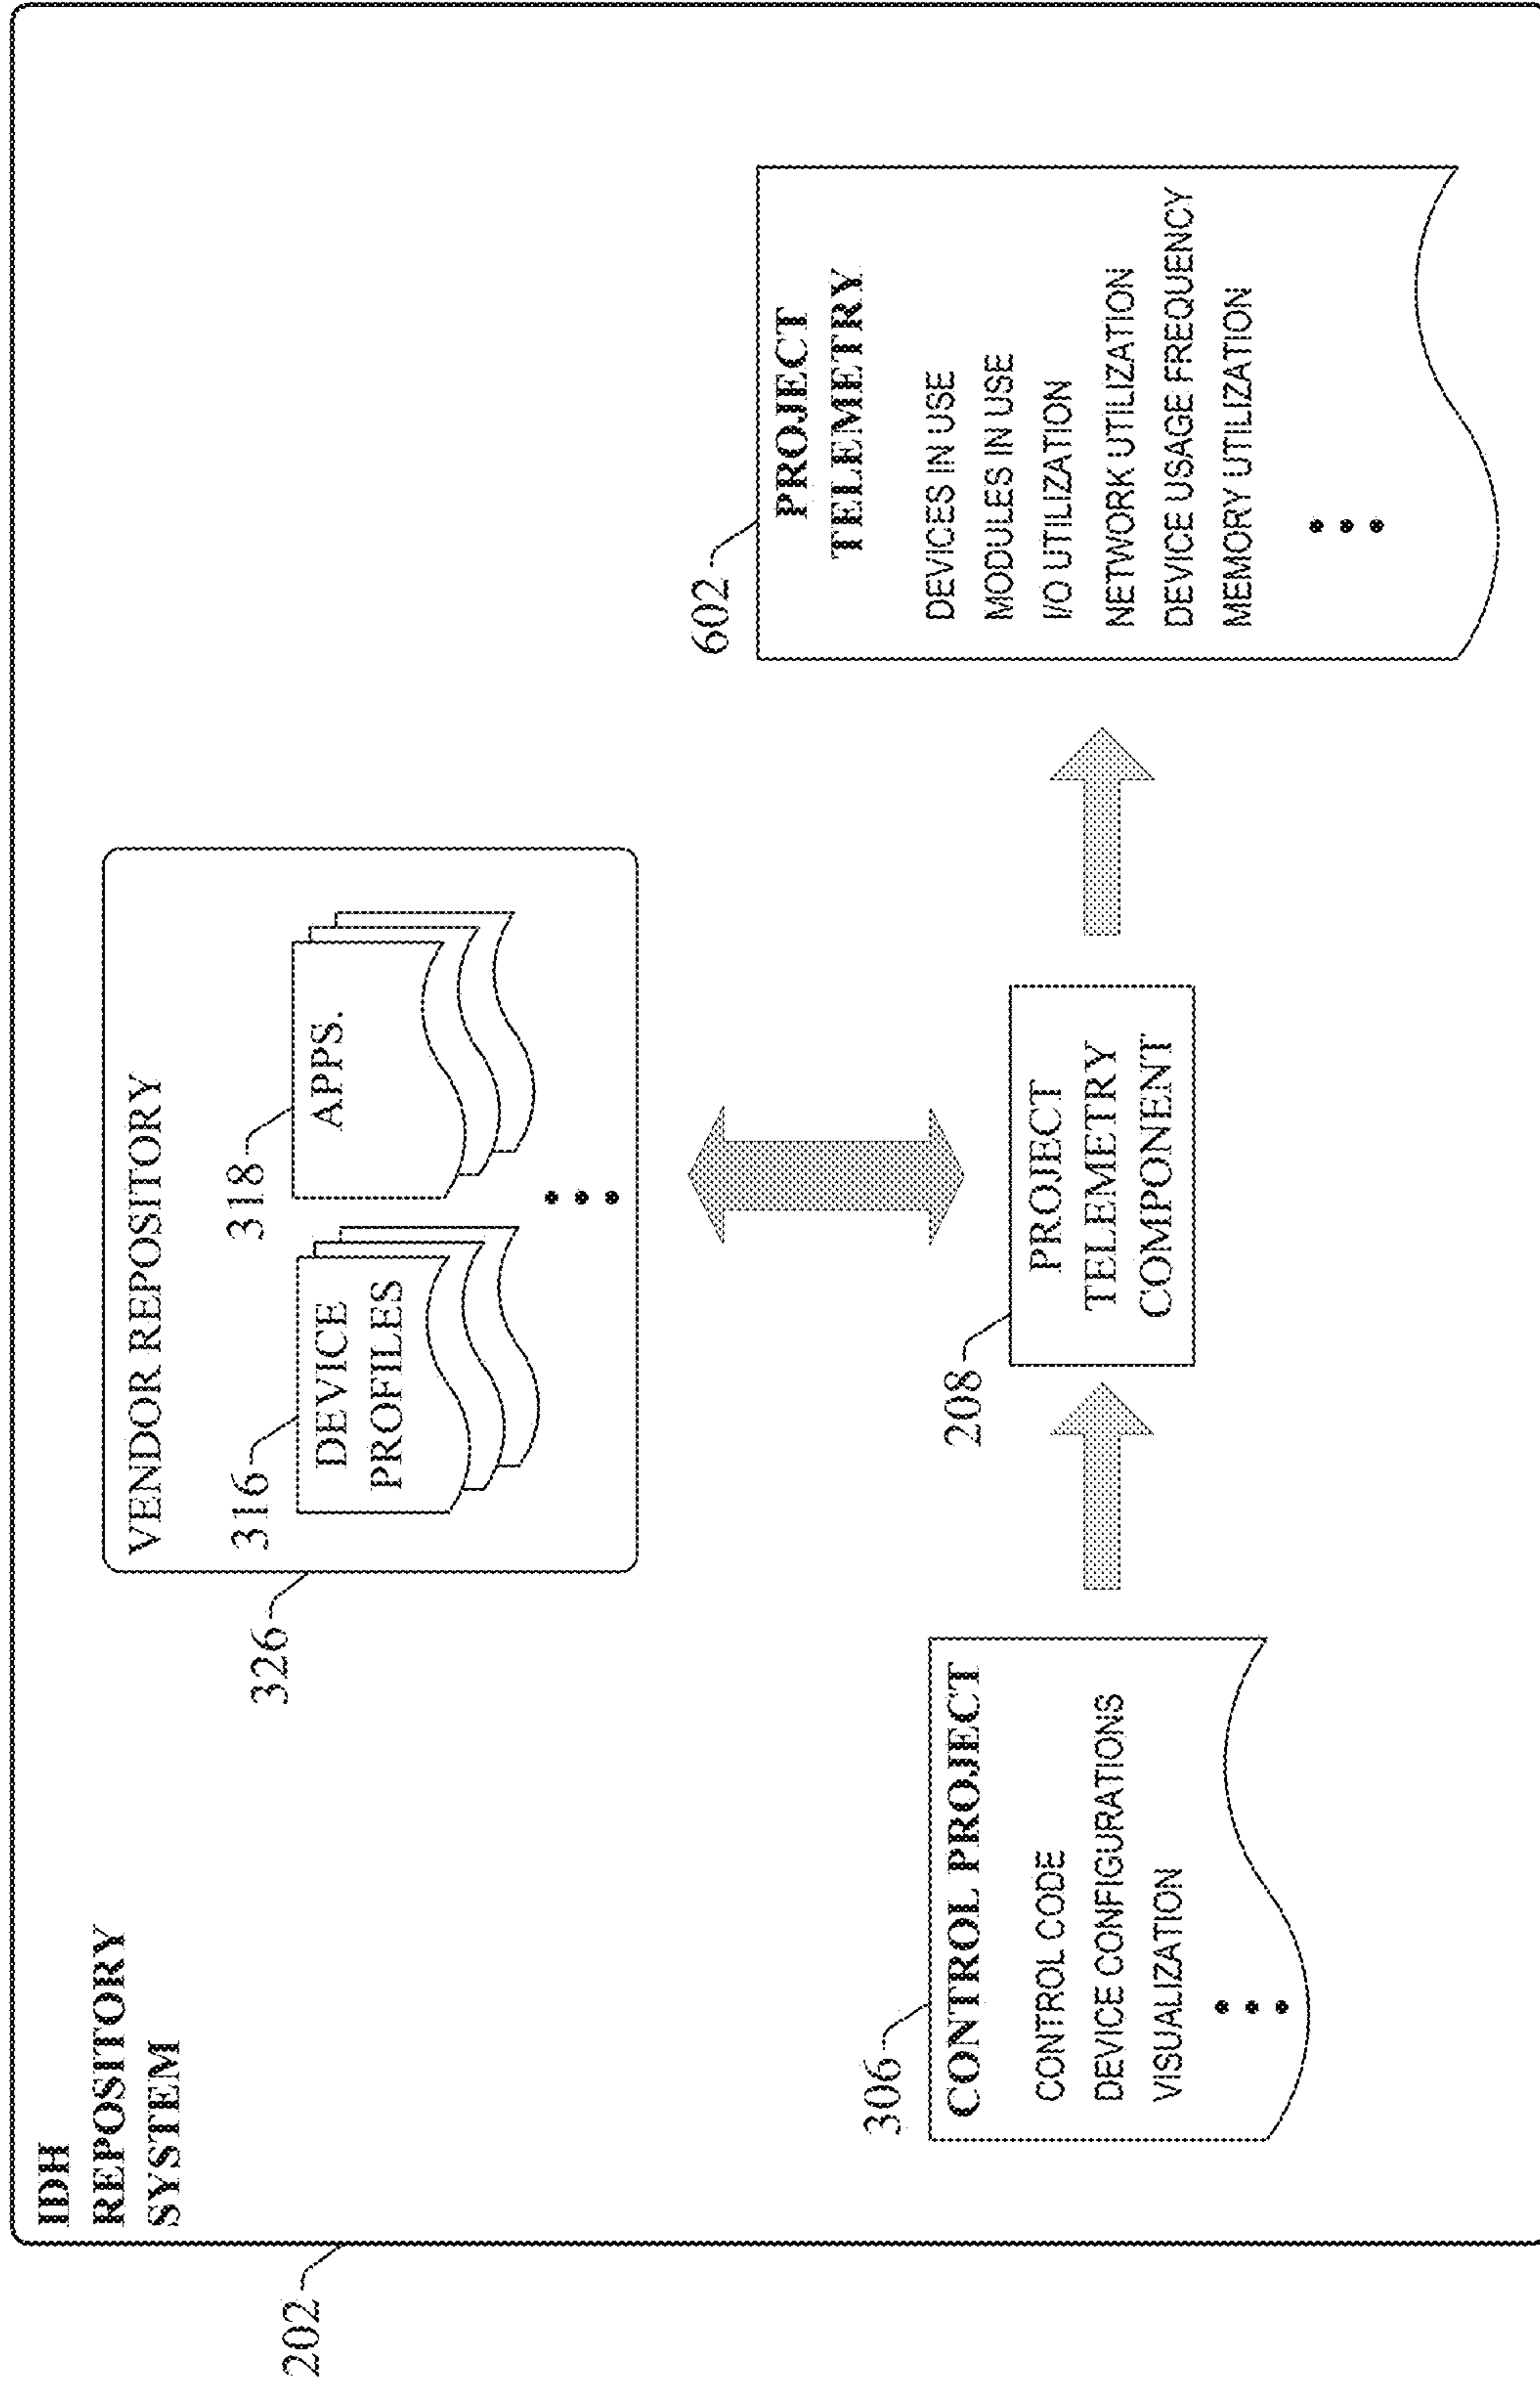 IDH
REPOSITORY
SYSTEM
202
VENDOR REPOSITORY
326
316
DEVICE
PROFILES
318
APPS.
306
CONTROL PROJECT
CONTROL CODE
DEVICE CONFIGURATIONS
VISUALIZATION
208
PROJECT
TELEMETRY
COMPONENT
602
PROJECT
TELEMETRY
DEVICES IN USE
MODULES IN USE
I/O UTILIZATION
NETWORK UTILIZATION
DEVICE USAGE FREQUENCY
MEMORY UTILIZATION